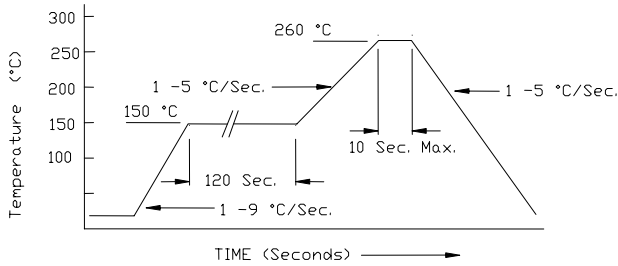 300
260 °C
Temperature (°C)
250
200
1 -5 °C/Sec.
1 -5 °C/Sec.
150 °C
150
10 Sec. Max.
100
120 Sec.
1 -9 °C/Sec.
TIME (Seconds)